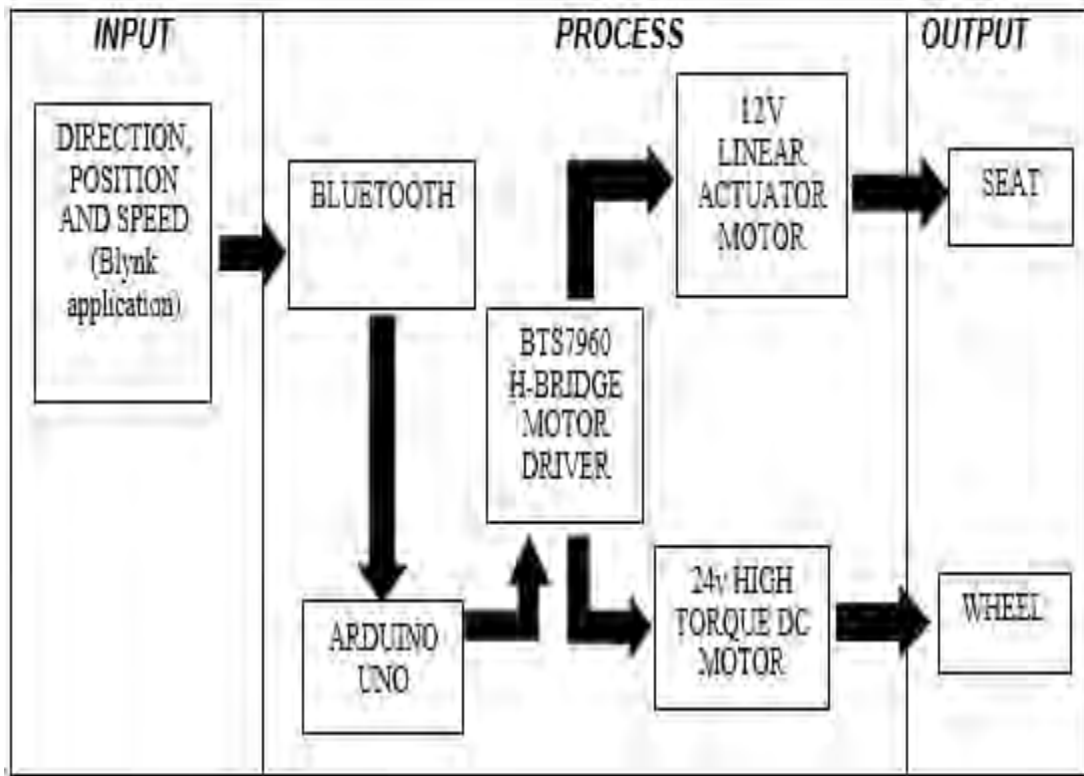 INPUT
PROCESS
OUTPUT
DIRECTION,
POSITION
AND SPEED
(Blynk
application)
BLUETOOTH
ARDUINO
UNO
BTS7960
H-BRIDGE
MOTOR
DRIVER
12V
LINEAR
ACTUATOR
MOTOR
24v HIGH
TORQUE DC
MOTOR
SEAT
WHEEL